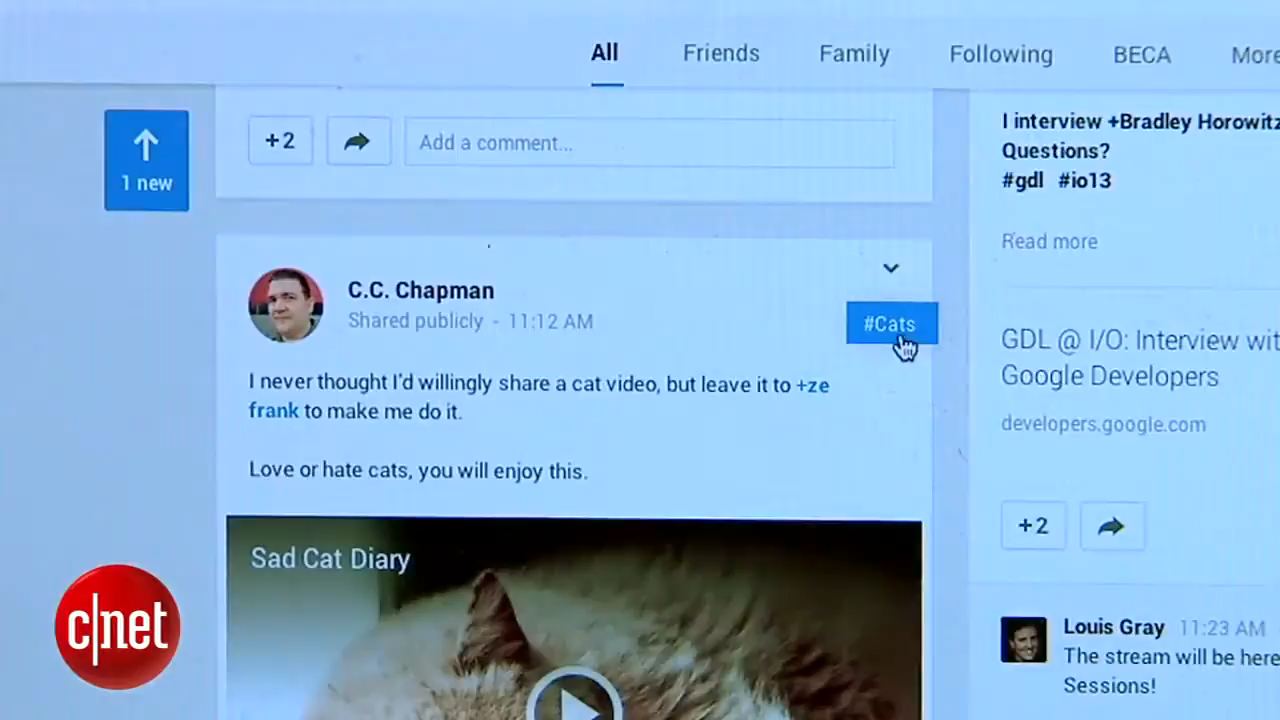 All Friends Family Following BECA More
1 new
+2
Add a comment...
C.C. Chapman
Shared publicly - 11:12 AM
#Cats
I never thought I'd willingly share a cat video, but leave it to +ze
frank to make me do it.
Love or hate cats, you will enjoy this.
Sad Cat Diary
I interview +Bradley Horowitz
Questions?
#gdl #io13
Read more
GDL @ I/O: Interview wit
Google Developers
developers.google.com
+2
Louis Gray 11:23 AM
The stream will be here
Sessions!
c|net